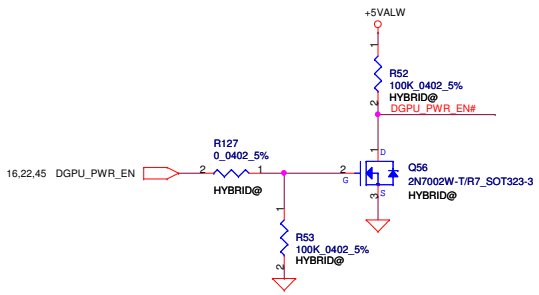 +5VALW
1
R52
100K_0402_5%
HYBRID@
2
DGPU_PWR_EN#
R127
0_0402_5%
16,22,45 DGPU_PWR_EN
2
1
HYBRID@
1
D
2
G
Q56
2N7002W-T/R7_SOT323-3
HYBRID@
3
S
1
R53
100K_0402_5%
HYBRID@
2